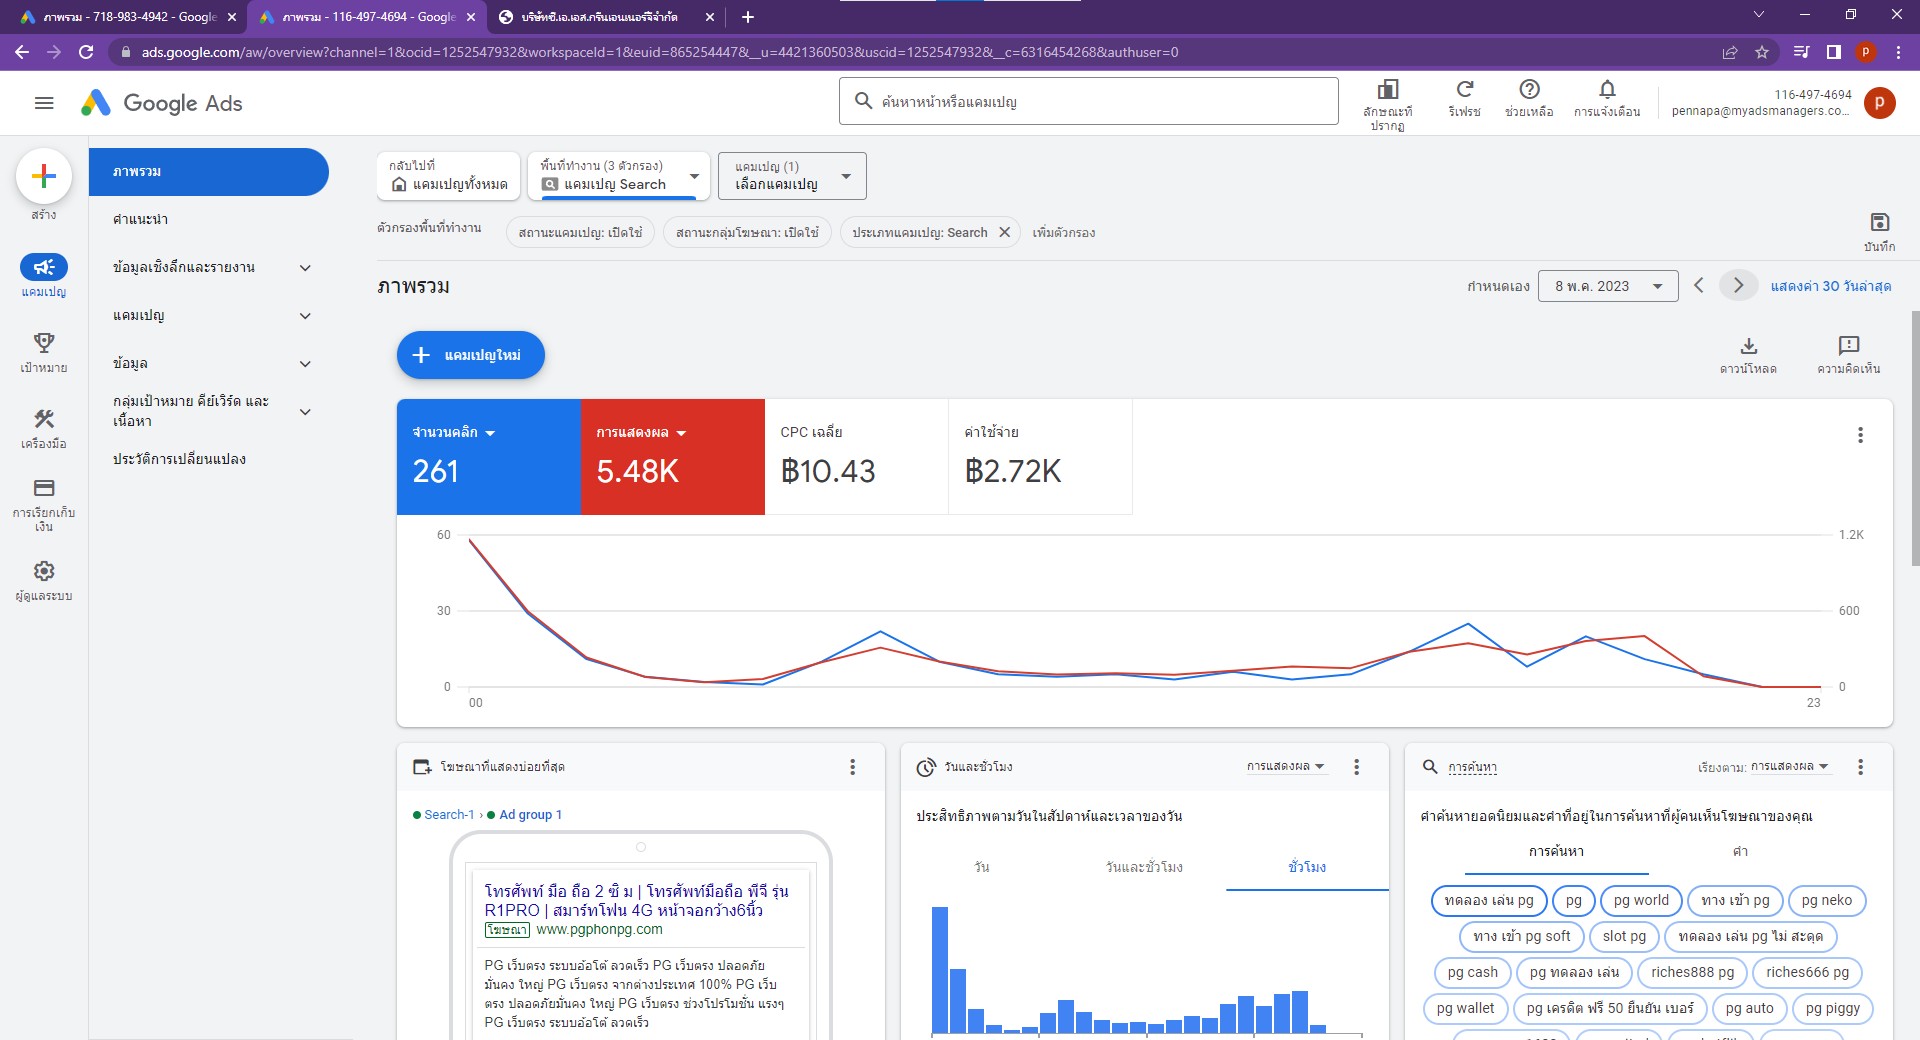 ภาพรวม - 718-983-4942 - Google
ภาพรวม - 116-497-4694 - Google
บริษัทซี.เอ.เอส.กรีนเอนเนอร์จีจำกัด
ads.google.com/aw/overview?channel=1&ocid=1252547932&workspaceId=1&euid=865254447&__u=4421360503&uscid=1252547932&__c=6316454268&authuser=0
P
Google Ads
ค้นหาหน้าหรือแคมเปญ
ลักษณะที่
ปรากฏ
รีเฟรช
ช่วยเหลือ
การแจ้งเตือน
116-497-4694
pennapa@myadsmanagers.co...
P
สร้าง
แคมเปญ
เป้าหมาย
เครื่องมือ
การเรียกเก็บ
เงิน
ผู้ดูแลระบบ
ภาพรวม
คำแนะนำ
ข้อมูลเชิงลึกและรายงาน
แคมเปญ
ข้อมูล
กลุ่มเป้าหมาย คีย์เวิร์ด และ
เนื้อหา
ประวัติการเปลี่ยนแปลง
กลับไปที่
แคมเปญทั้งหมด
พื้นที่ทำงาน (3 ตัวกรอง)
แคมเปญ Search
แคมเปญ (1)
เลือกแคมเปญ
ตัวกรองพื้นที่ทำงาน
สถานะแคมเปญ: เปิดใช้
สถานะกลุ่มโฆษณา: เปิดใช้
ประเภทแคมเปญ: Search
เพิ่มตัวกรอง
บันทึก
ภาพรวม
กำหนดเอง
8 พ.ค. 2023
แสดงค่า 30 วันล่าสุด
แคมเปญใหม่
ดาวน์โหลด
ความคิดเห็น
จำนวนคลิก
261
การแสดงผล
5.48K
CPC เฉลี่ย
฿10.43
ค่าใช้จ่าย
฿2.72K
60
30
0
1.2K
600
0
00
23
โฆษณาที่แสดงบ่อยที่สุด
Search-1 › Ad group 1
โทรศัพท์ มือ ถือ 2 ซิ ม | โทรศัพท์มือถือ พีจี รุ่น
R1PRO | สมาร์ทโฟน 4G หน้าจอกว้าง6นิ้ว
โฆษณา www.pgphonpg.com
PG เว็บตรง ระบบอ้อโต้ ลวดเร็ว PG เว็บตรง ปลอดภัย
มั่นคง ใหญ่ PG เว็บตรง จากต่างประเทศ 100% PG เว็บ
ตรง ปลอดภัยมั่นคง ใหญ่ PG เว็บตรง ช่วงโปรโมชั่น แรงๆ
PG เว็บตรง ระบบอ้อโต้ ลวดเร็ว
วันและชั่วโมง
การแสดงผล
ประสิทธิภาพตามวันในสัปดาห์และเวลาของวัน
วัน
วันและชั่วโมง
ชั่วโมง
การค้นหา
เรียงตาม: การแสดงผล
คำค้นหายอดนิยมและคำที่อยู่ในการค้นหาที่ผู้คนเห็นโฆษณาของคุณ
การค้นหา
คำ
ทดลอง เล่น pg
pg
pg world
ทาง เข้า pg
pg neko
ทาง เข้า pg soft
slot pg
ทดลอง เล่น pg ไม่ สะดุด
pg cash
pg ทดลอง เล่น
riches888 pg
riches666 pg
pg wallet
pg เครดิต ฟรี 50 ยืนยัน เบอร์
pg auto
pg piggy